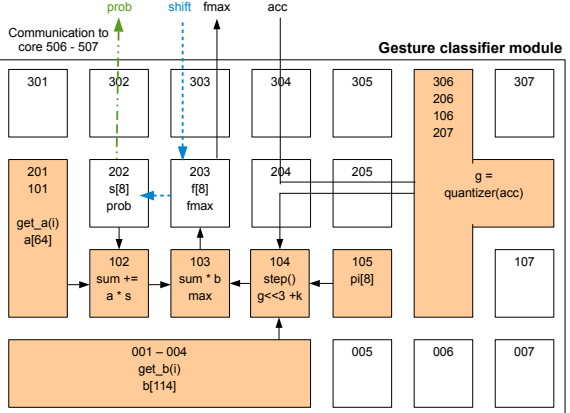 prob
shift
fmax
acc
Communication to
core 506 - 507
Gesture classifier module
301
302
303
304
305
306
206
106
207
307
201
101
get_a(i)
a[64]
202
s[8]
prob
203
f[8]
fmax
204
205
g =
quantizer(acc)
102
sum +=
a * s
103
sum * b
max
104
step()
g<<3 +k
105
pi[8]
107
001 – 004
get_b(i)
b[114]
005
006
007